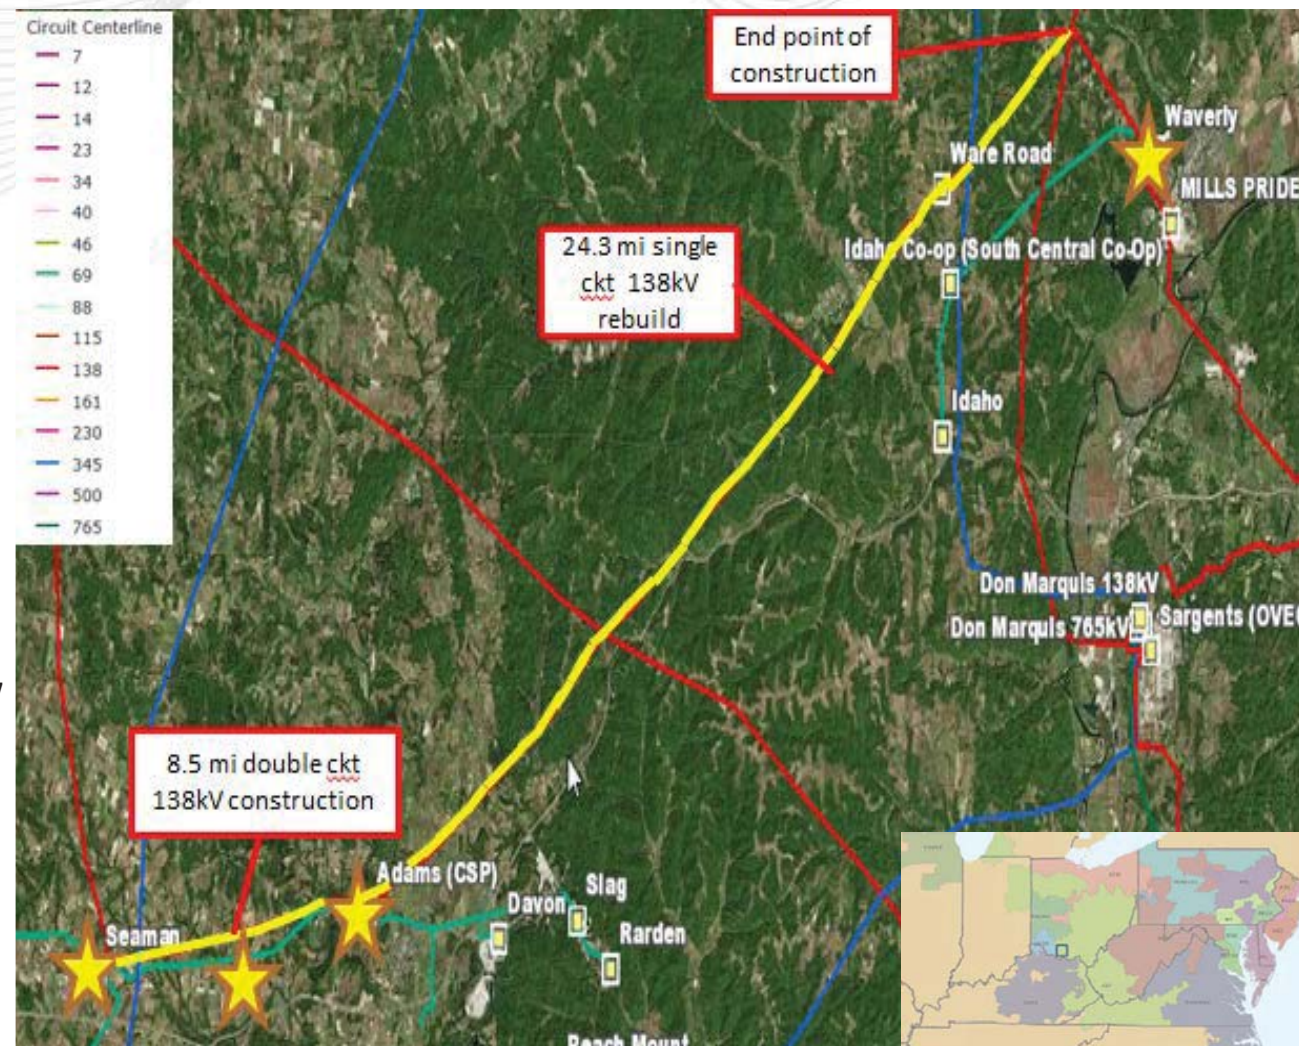 Circuit Centerline
7
12
14
23
34
40
46
69
88
115
138
161
230
345
500
765
End point of
construction
Waverly
Ware Road
MILLS PRIDE
24.3 mi single
ckt 138kV
rebuild
Idaho Co-op (South Central Co-Op)
Idaho
Don Marquis 138kV
Sargents (OVEC
Don Marquis 765kV
8.5 mi double ckt
138kV construction
Adams (CSP)
Seaman
Davon
Slag
Rarden
Peach Mount